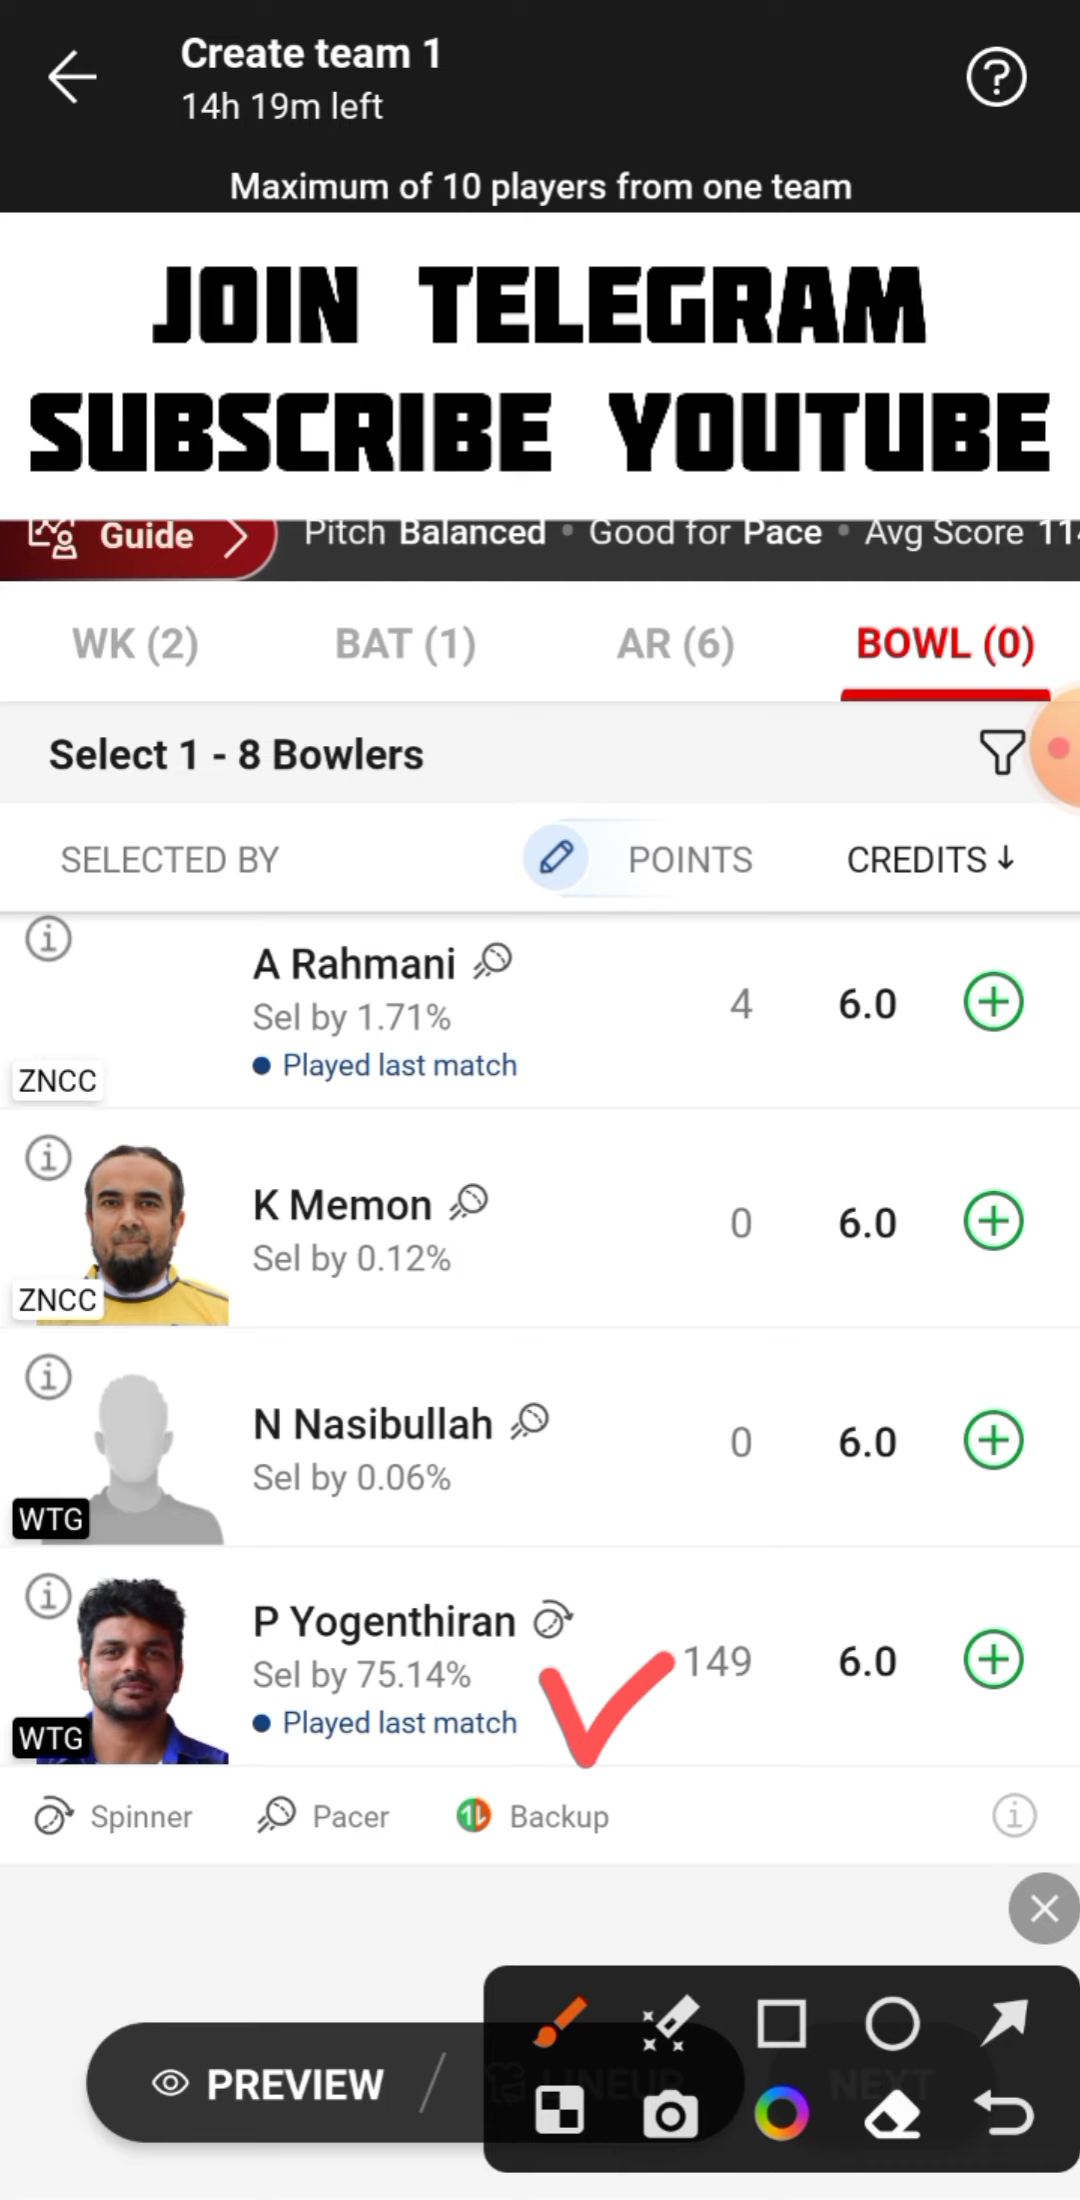 Create team 1
14h 19m left
Maximum of 10 players from one team
JOIN TELEGRAM
SUBSCRIBE YOUTUBE
Guide Pitch Balanced • Good for Pace • Avg Score
WK (2) BAT (1) AR (6) BOWL (0)
Select 1 - 8 Bowlers
SELECTED BY POINTS CREDITS ↓
A Rahmani
Sel by 1.71% 4 6.0
• Played last match
ZNCC
K Memon
Sel by 0.12% 0 6.0
ZNCC
N Nasibullah
Sel by 0.06% 0 6.0
WTG
P Yogenthiran
Sel by 75.14% 149 6.0
• Played last match
WTG
Spinner Pacer Backup
PREVIEW / LINEUP NEXT